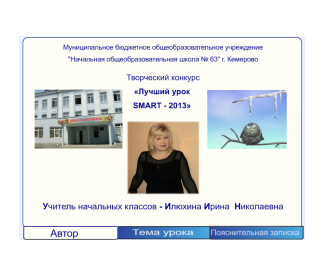 Муниципальное бюджетное общеобразовательное учреждение
"Начальная общеобразовательная школа № 63" г. Кемерово
Творческий конкурс
«Лучший урок
SMART - 2013»
Учитель начальных классов - Илюхина Ирина Николаевна
Автор Тема урока Пояснительная записка